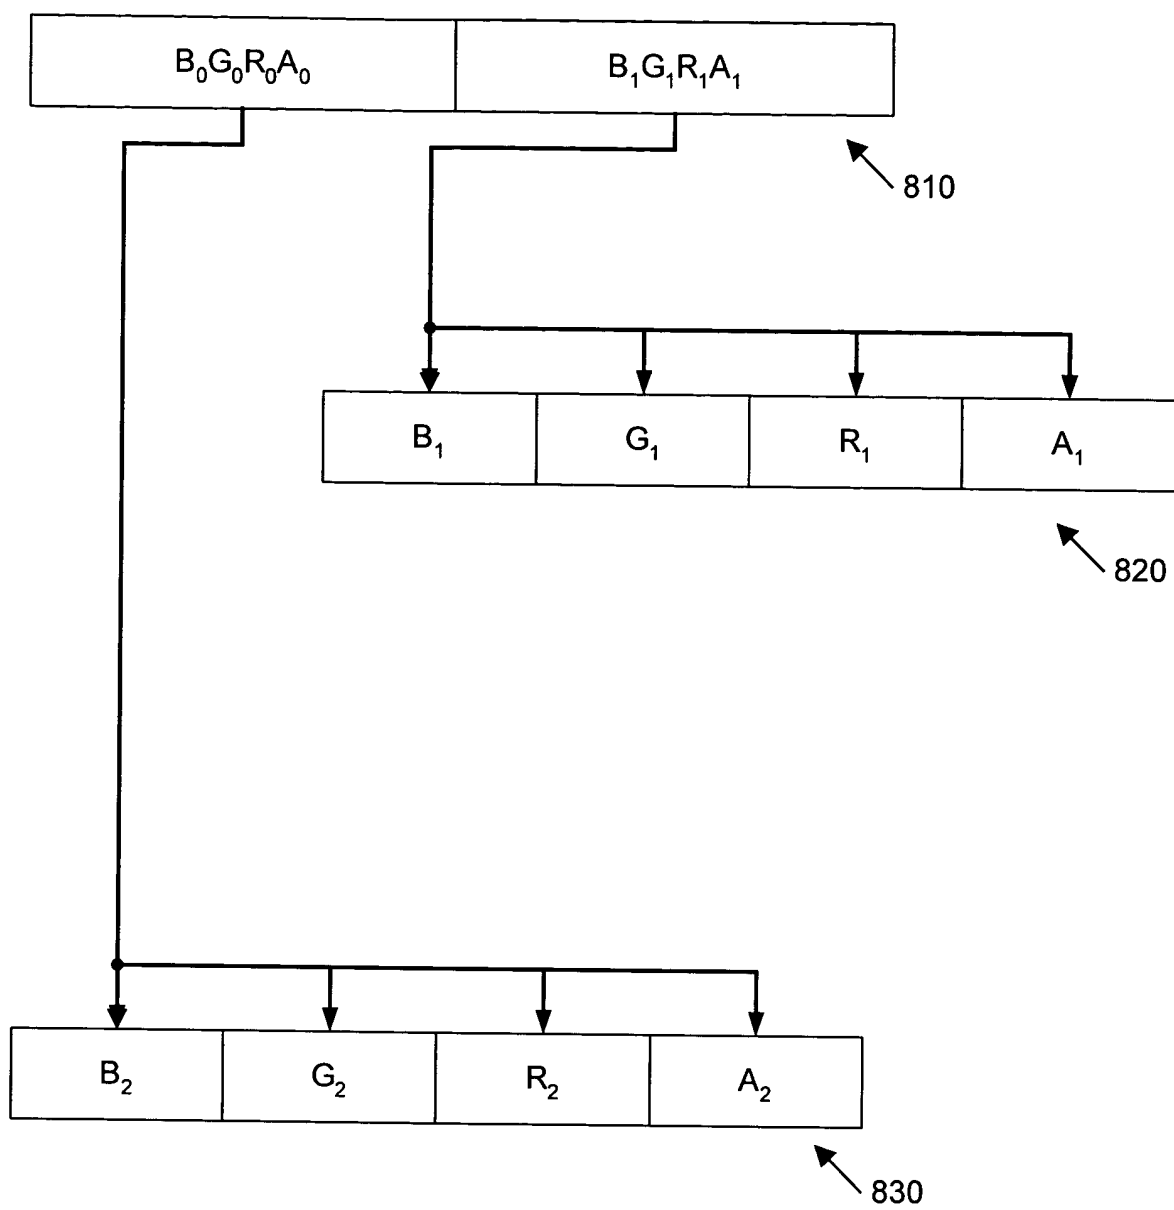 B₀G₀R₀A₀ B₁G₁R₁A₁
810
B₁ G₁ R₁ A₁
820
B₂ G₂ R₂ A₂
830